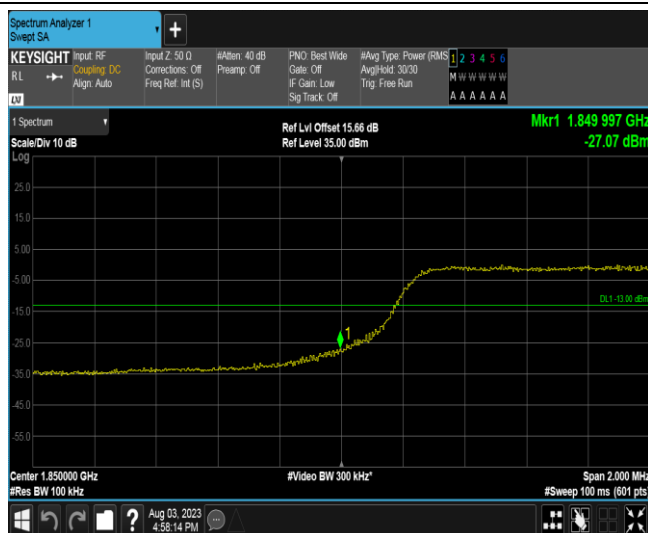 Spectrum Analyzer 1
Swept SA
KEYSIGHT
RL
LXI
Input: RF
Coupling: DC
Align: Auto
Input Z: 50 Ω
Corrections: Off
Freq Ref: Int (S)
#Atten: 40 dB
Preamp: Off
PNO: Best Wide
Gate: Off
IF Gain: Low
Sig Track: Off
#Avg Type: Power (RMS
Avg|Hold: 30/30
Trig: Free Run
1 2 3 4 5 6
M W W W W W
A A A A A A
1 Spectrum
Scale/Div 10 dB
Log
Ref Lvl Offset 15.66 dB
Ref Level 35.00 dBm
Mkr1 1.849 997 GHz
-27.07 dBm
25.0
15.0
5.00
-5.00
-15.0
-25.0
-35.0
-45.0
-55.0
DL1 -13.00 dBm
1
Center 1.850000 GHz
#Res BW 100 kHz
#Video BW 300 kHz*
Span 2.000 MHz
#Sweep 100 ms (601 pts)
?
Aug 03, 2023
4:58:14 PM